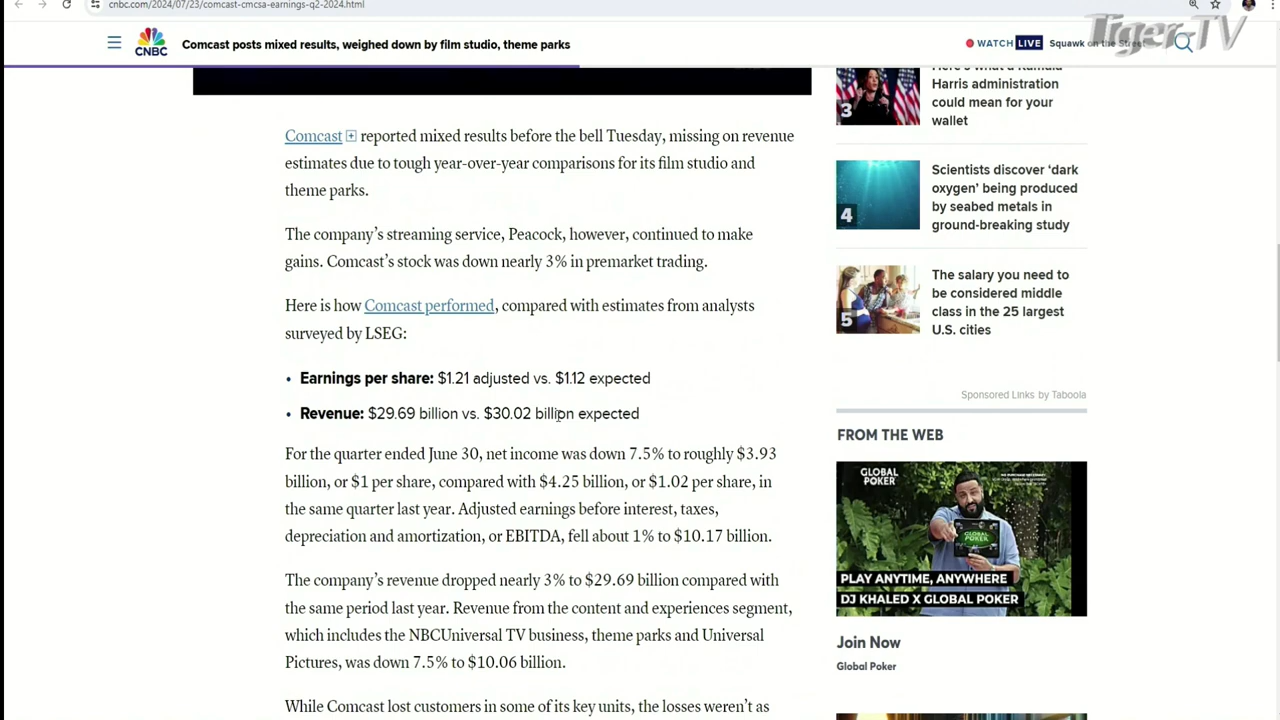 cnbc.com/2024/07/23/comcast-cmcsa-earnings-q2-2024.html
CNBC
Comcast posts mixed results, weighed down by film studio, theme parks
WATCH LIVE
Squawk on the Street
Tiger TV
Comcast reported mixed results before the bell Tuesday, missing on revenue
estimates due to tough year-over-year comparisons for its film studio and
theme parks.
The company's streaming service, Peacock, however, continued to make
gains. Comcast's stock was down nearly 3% in premarket trading.
Here is how Comcast performed, compared with estimates from analysts
surveyed by LSEG:
• Earnings per share: $1.21 adjusted vs. $1.12 expected
• Revenue: $29.69 billion vs. $30.02 billion expected
For the quarter ended June 30, net income was down 7.5% to roughly $3.93
billion, or $1 per share, compared with $4.25 billion, or $1.02 per share, in
the same quarter last year. Adjusted earnings before interest, taxes,
depreciation and amortization, or EBITDA, fell about 1% to $10.17 billion.
The company's revenue dropped nearly 3% to $29.69 billion compared with
the same period last year. Revenue from the content and experiences segment,
which includes the NBCUniversal TV business, theme parks and Universal
Pictures, was down 7.5% to $10.06 billion.
While Comcast lost customers in some of its key units, the losses weren't as
3
Here's what a Kamala
Harris administration
could mean for your
wallet
4
Scientists discover 'dark
oxygen' being produced
by seabed metals in
ground-breaking study
5
The salary you need to
be considered middle
class in the 25 largest
U.S. cities
Sponsored Links by Taboola
FROM THE WEB
GLOBAL
POKER
GLOBAL
POKER
PLAY ANYTIME, ANYWHERE
DJ KHALED X GLOBAL POKER
Join Now
Global Poker